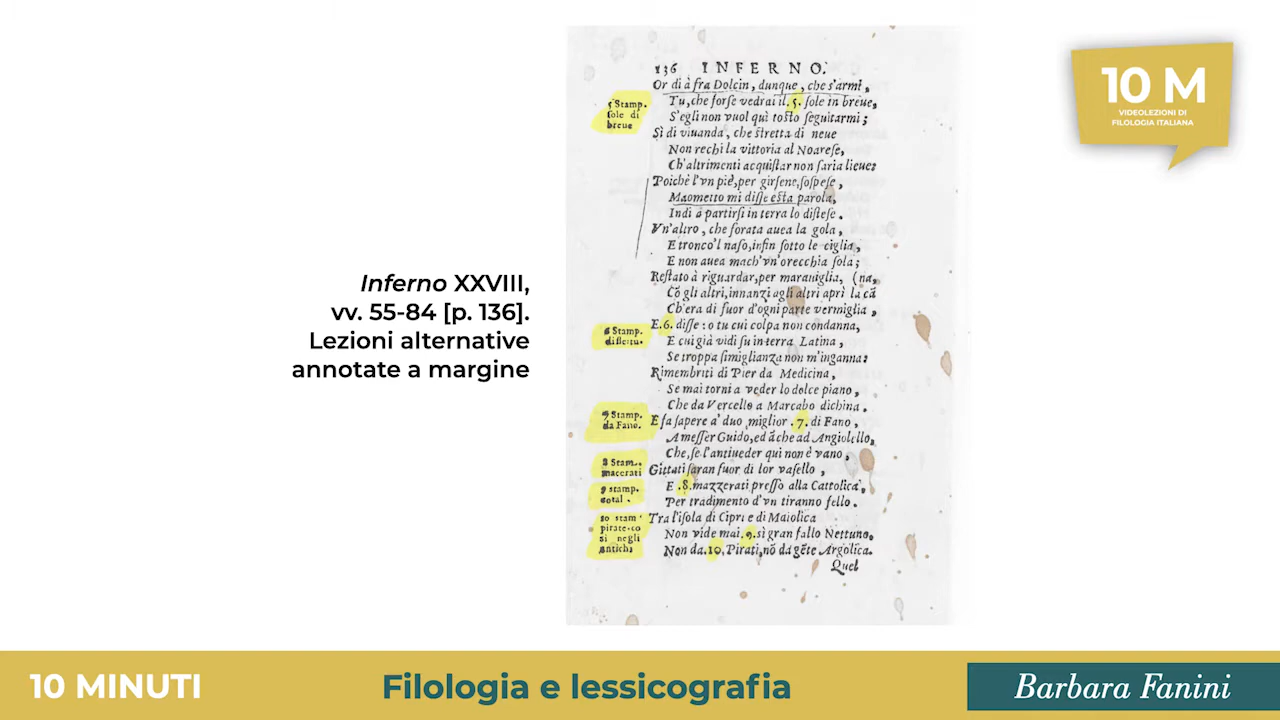 10 M
VIDEOLEZIONI DI
FILOLOGIA ITALIANA
Inferno XXVIII,
vv. 55-84 [p. 136].
Lezioni alternative
annotate a margine
136 INFERNO.
Or dì à fra Dolcin, dunque, che s'armi,
Tu, che forse vedrai il .5. sole in breue,
S'egli non vuol quì tosto seguitarmi;
Sì di viuanda, che stretta di neue
Non rechi la vittoria al Noarese,
Ch'altrimenti acquistar non saria lieue:
Poichè l'vn piè, per girsene, sospese,
Maometto mi disse esta parola,
Indi à partirsi in terra lo distese.
Vn'altro, che forata auea la gola,
E tronco'l naso, infin sotto le ciglia,
E non auea mach'vn'orecchia sola;
Restato à riguardar, per marauiglia, (na,
Cō gli altri, innanzi agli altri aprì la cā
Ch'era di fuor d'ogni parte vermiglia,
E .6. disse: o tu cui colpa non condanna,
E cui già vidi su in terra Latina,
Se troppa simiglianza non m'inganna:
Rimembriti di Pier da Medicina,
Se mai torni a veder lo dolce piano,
Che da Vercello a Marcabo dichina.
E fa sapere a' duo miglior .7. di Fano,
A messer Guido, ed āche ad Angiolello,
Che, se l'antiueder qui non è vano,
Gittati saran fuor di lor vasello,
E .8. mazzerati presso alla Cattolica,
Per tradimento d'vn tiranno fello.
Tra l'isola di Cipri e di Maiolica
Non vide mai .9. sì gran fallo Nettuno,
Non da .10. Pirati, nō da gēte Argolica.
Quel
5 Stamp.
sole di
breue
6 Stamp.
7 Stamp.
da Fano.
8 Stam.
macerati
9 stamp.
cotal.
10 stam
pirate-co
sì negli
antichi
10 MINUTI
Filologia e lessicografia
Barbara Fanini